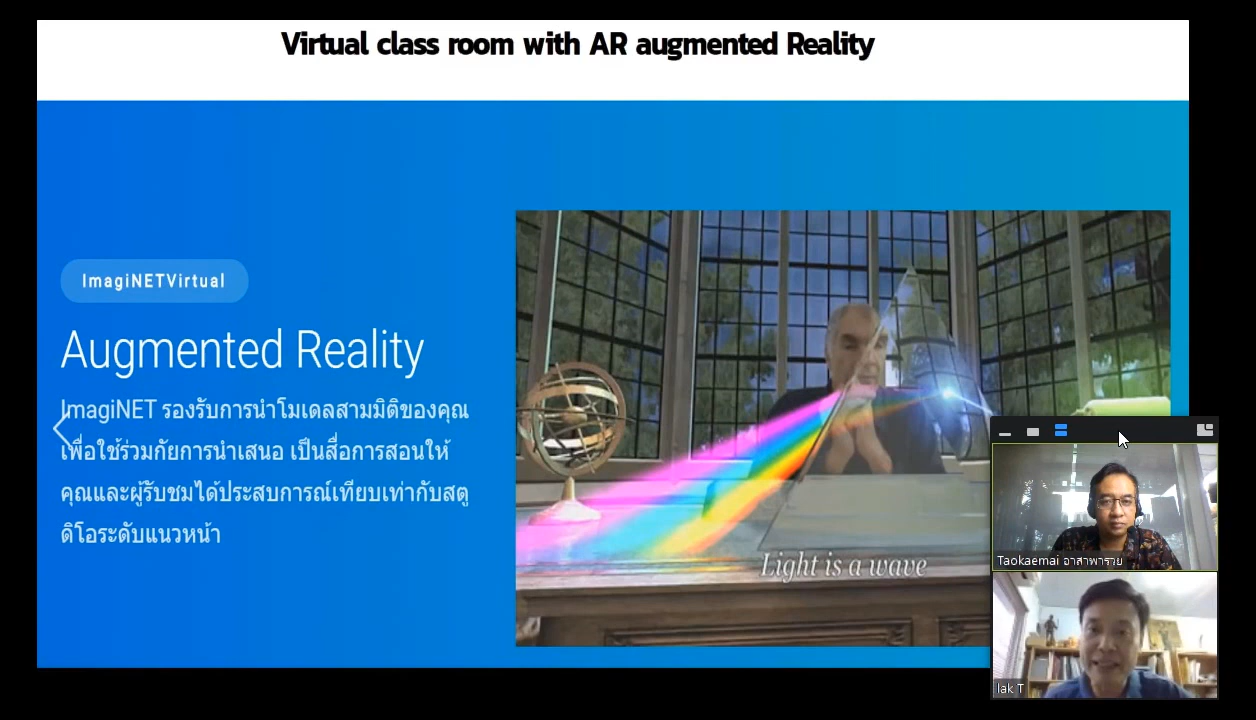 Virtual class room with AR augmented Reality
ImagiNETVirtual
Augmented Reality
ImagiNET รองรับการนำโมเดลสามมิติของคุณ
เพื่อใช้ร่วมกัยการนำเสนอ เป็นสื่อการสอนให้
คุณและผู้รับชมได้ประสบการณ์เทียบเท่ากับสตู
ดิโอระดับแนวหน้า
Light is a wave
Taokaemai อาสาพารวย
lak T